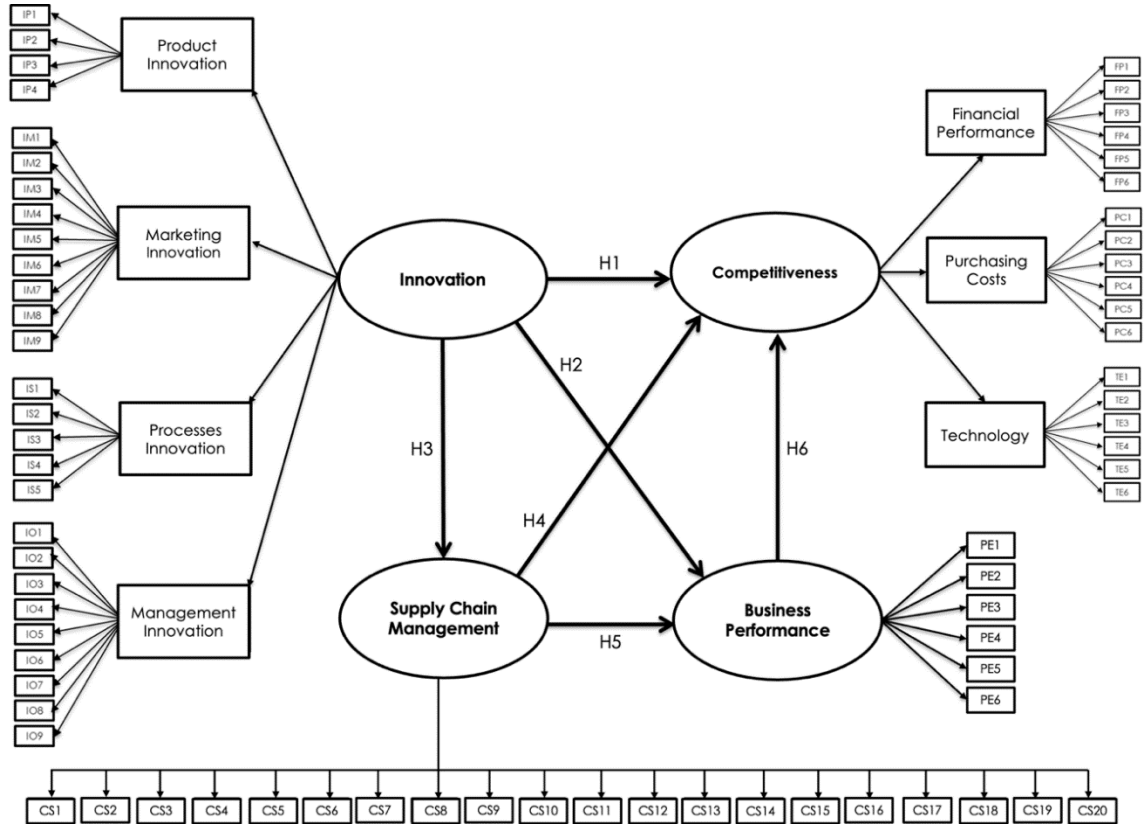 IP1
IP2
IP3
IP4
Product
Innovation
IM1
IM2
IM3
IM4
IM5
IM6
IM7
IM8
IM9
Marketing
Innovation
IS1
IS2
IS3
IS4
IS5
Processes
Innovation
IO1
IO2
IO3
IO4
IO5
IO6
IO7
IO8
IO9
Management
Innovation
Innovation
H1
Competitiveness
H2
H3
H4
H6
Supply Chain
Management
H5
Business
Performance
Financial
Performance
FP1
FP2
FP3
FP4
FP5
FP6
Purchasing
Costs
PC1
PC2
PC3
PC4
PC5
PC6
Technology
TE1
TE2
TE3
TE4
TE5
TE6
PE1
PE2
PE3
PE4
PE5
PE6
CS1 CS2 CS3 CS4 CS5 CS6 CS7 CS8 CS9 CS10 CS11 CS12 CS13 CS14 CS15 CS16 CS17 CS18 CS19 CS20